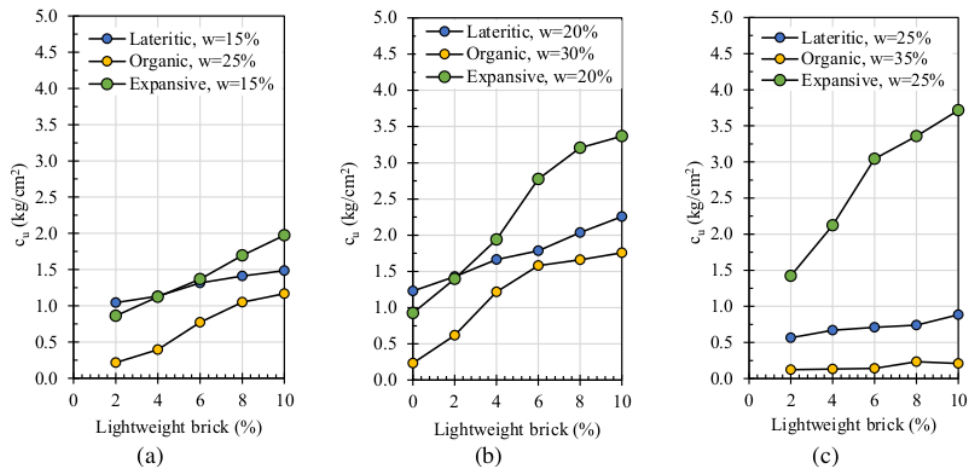 5.0
4.5
4.0
3.5
3.0
2.5
2.0
1.5
1.0
0.5
0.0
cu (kg/cm2)
Lateritic, w=15%
Organic, w=25%
Expansive, w=15%
0 2 4 6 8 10
Lightweight brick (%)
(a)
5.0
4.5
4.0
3.5
3.0
2.5
2.0
1.5
1.0
0.5
0.0
cu (kg/cm2)
Lateritic, w=20%
Organic, w=30%
Expansive, w=20%
0 2 4 6 8 10
Lightweight brick (%)
(b)
5.0
4.5
4.0
3.5
3.0
2.5
2.0
1.5
1.0
0.5
0.0
cu (kg/cm2)
Lateritic, w=25%
Organic, w=35%
Expansive, w=25%
0 2 4 6 8 10
Lightweight brick (%)
(c)